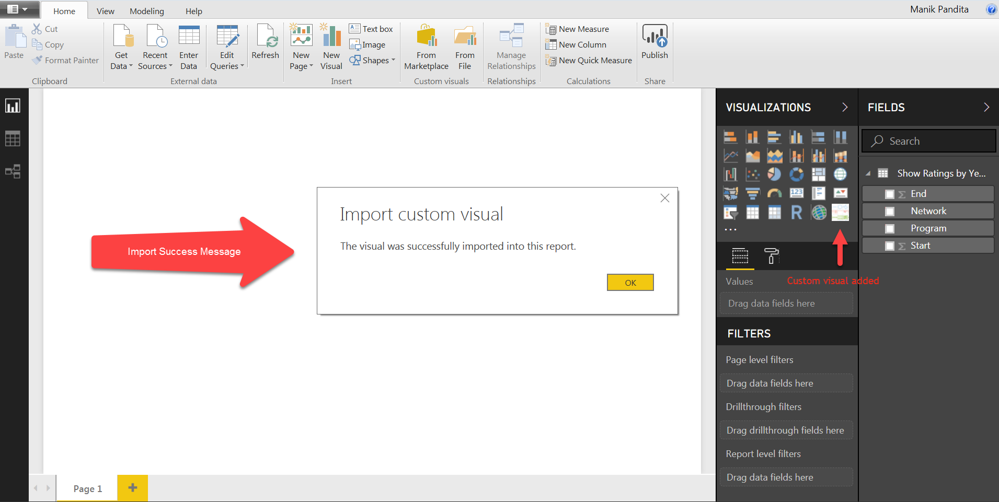 Home View Modeling Help Manik Pandita
Paste
Cut
Copy
Format Painter
Clipboard
Get
Data
Recent
Sources
Enter
Data
Edit
Queries
Refresh
External data
New
Page
New
Visual
Text box
Image
Shapes
Insert
From
Marketplace
From
File
Custom visuals
Manage
Relationships
Relationships
New Measure
New Column
New Quick Measure
Calculations
Publish
Share
Import Success Message
Import custom visual
The visual was successfully imported into this report.
OK
VISUALIZATIONS
123
R
...
Custom visual added
Values
Drag data fields here
FILTERS
Page level filters
Drag data fields here
Drillthrough filters
Drag drillthrough fields here
Report level filters
Drag data fields here
FIELDS
Search
Show Ratings by Ye...
Σ End
Network
Program
Σ Start
Page 1